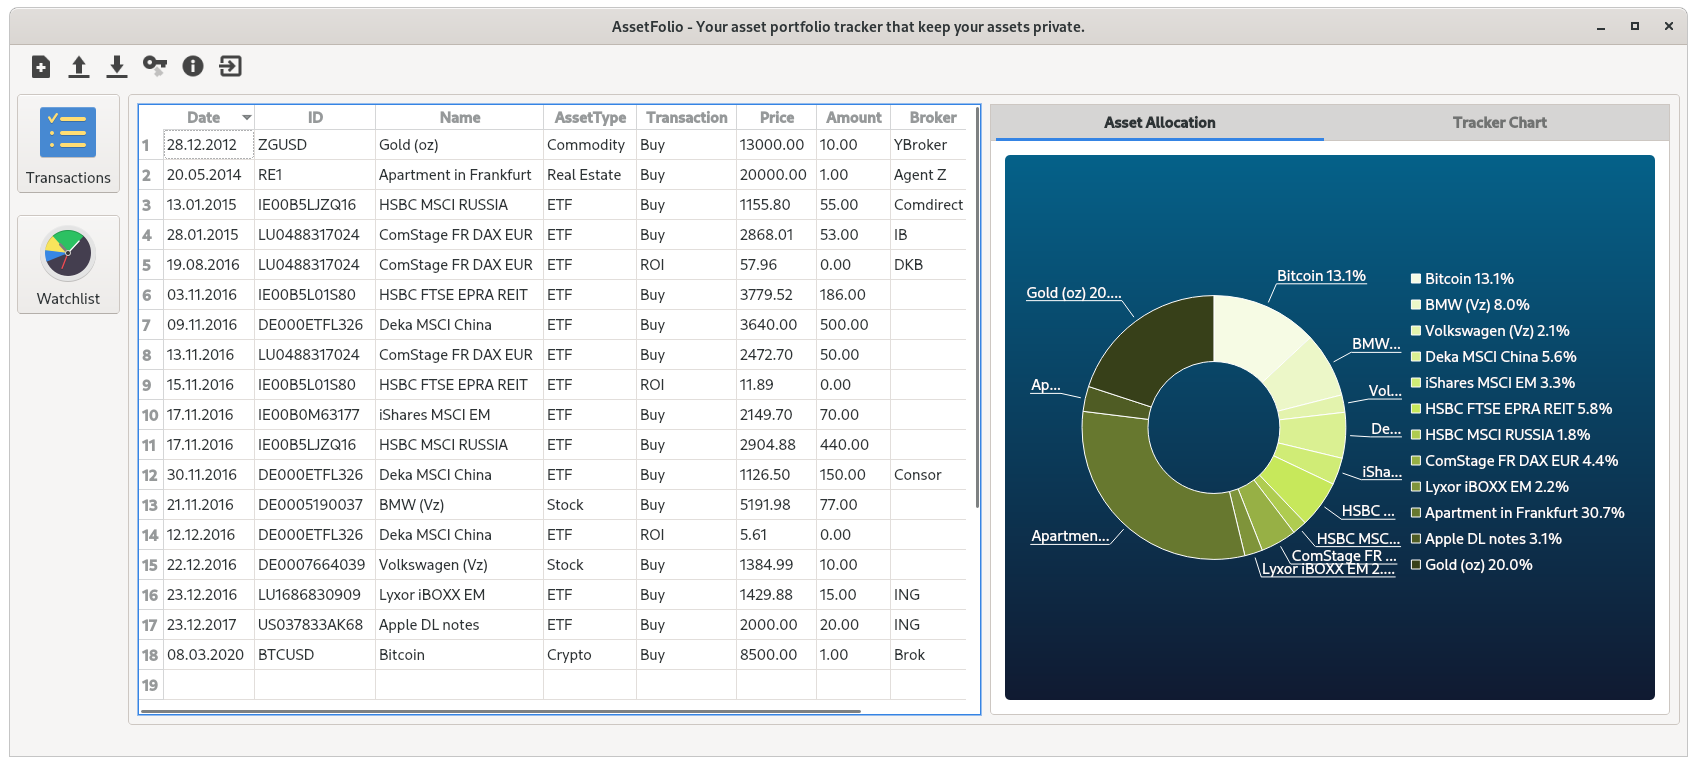 AssetFolio - Your asset portfolio tracker that keep your assets private.
Transactions
Watchlist
Date ID Name AssetType Transaction Price Amount Broker
1 28.12.2012 ZGUSD Gold (oz) Commodity Buy 13000.00 10.00 YBroker
2 20.05.2014 RE1 Apartment in Frankfurt Real Estate Buy 20000.00 1.00 Agent Z
3 13.01.2015 IE00B5LJZQ16 HSBC MSCI RUSSIA ETF Buy 1155.80 55.00 Comdirect
4 28.01.2015 LU0488317024 ComStage FR DAX EUR ETF Buy 2868.01 53.00 IB
5 19.08.2016 LU0488317024 ComStage FR DAX EUR ETF ROI 57.96 0.00 DKB
6 03.11.2016 IE00B5L01S80 HSBC FTSE EPRA REIT ETF Buy 3779.52 186.00
7 09.11.2016 DE000ETFL326 Deka MSCI China ETF Buy 3640.00 500.00
8 13.11.2016 LU0488317024 ComStage FR DAX EUR ETF Buy 2472.70 50.00
9 15.11.2016 IE00B5L01S80 HSBC FTSE EPRA REIT ETF ROI 11.89 0.00
10 17.11.2016 IE00B0M63177 iShares MSCI EM ETF Buy 2149.70 70.00
11 17.11.2016 IE00B5LJZQ16 HSBC MSCI RUSSIA ETF Buy 2904.88 440.00
12 30.11.2016 DE000ETFL326 Deka MSCI China ETF Buy 1126.50 150.00 Consor
13 21.11.2016 DE0005190037 BMW (Vz) Stock Buy 5191.98 77.00
14 12.12.2016 DE000ETFL326 Deka MSCI China ETF ROI 5.61 0.00
15 22.12.2016 DE0007664039 Volkswagen (Vz) Stock Buy 1384.99 10.00
16 23.12.2016 LU1686830909 Lyxor iBOXX EM ETF Buy 1429.88 15.00 ING
17 23.12.2017 US037833AK68 Apple DL notes ETF Buy 2000.00 20.00 ING
18 08.03.2020 BTCUSD Bitcoin Crypto Buy 8500.00 1.00 Brok
19
Asset Allocation Tracker Chart
Bitcoin 13.1%
Gold (oz) 20....
BMW...
Ap...
Vol...
De...
iSha...
HSBC ...
Apartmen...
HSBC MSC...
ComStage FR ...
Lyxor iBOXX EM 2....
Bitcoin 13.1%
BMW (Vz) 8.0%
Volkswagen (Vz) 2.1%
Deka MSCI China 5.6%
iShares MSCI EM 3.3%
HSBC FTSE EPRA REIT 5.8%
HSBC MSCI RUSSIA 1.8%
ComStage FR DAX EUR 4.4%
Lyxor iBOXX EM 2.2%
Apartment in Frankfurt 30.7%
Apple DL notes 3.1%
Gold (oz) 20.0%